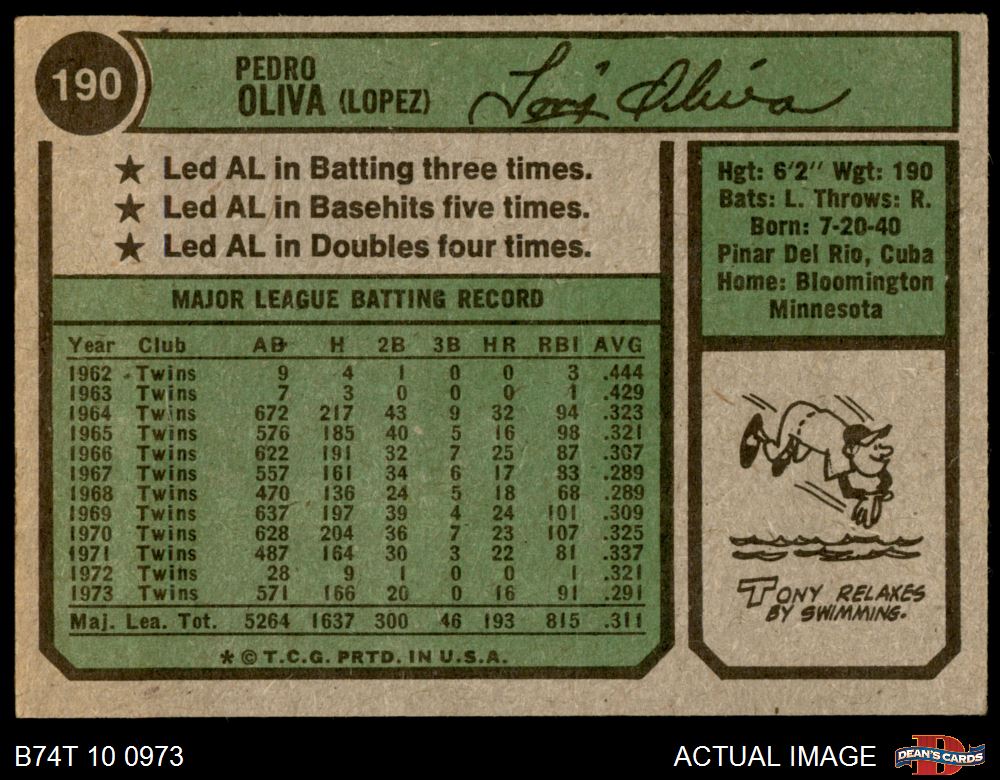 190
PEDRO
OLIVA (LOPEZ)
Tony Oliva
★ Led AL in Batting three times.
★ Led AL in Basehits five times.
★ Led AL in Doubles four times.
Hgt: 6'2" Wgt: 190
Bats: L. Throws: R.
Born: 7-20-40
Pinar Del Rio, Cuba
Home: Bloomington
Minnesota
MAJOR LEAGUE BATTING RECORD
Year Club AB H 2B 3B HR RBI AVG
1962 Twins 9 4 1 0 0 3 .444
1963 Twins 7 3 0 0 0 1 .429
1964 Twins 672 217 43 9 32 94 .323
1965 Twins 576 185 40 5 16 98 .321
1966 Twins 622 191 32 7 25 87 .307
1967 Twins 557 161 34 6 17 83 .289
1968 Twins 470 136 24 5 18 68 .289
1969 Twins 637 197 39 4 24 101 .309
1970 Twins 628 204 36 7 23 107 .325
1971 Twins 487 164 30 3 22 81 .337
1972 Twins 28 9 1 0 0 1 .321
1973 Twins 571 166 20 0 16 91 .291
Maj. Lea. Tot. 5264 1637 300 46 193 815 .311
* © T.C.G. PRTD. IN U.S.A.
TONY RELAXES
BY SWIMMING.
B74T 10 0973
ACTUAL IMAGE
DEAN'S CARDS